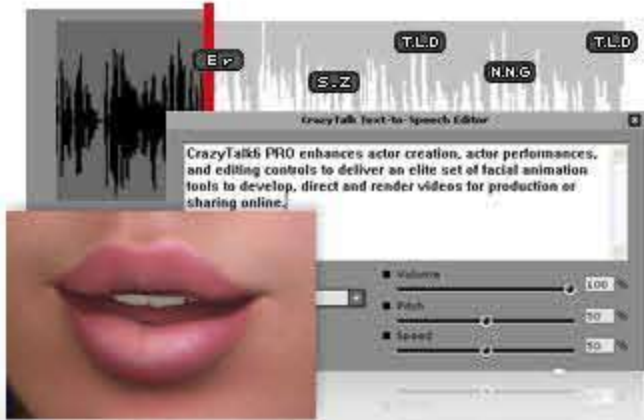 Er
S.Z
T.L.D
N.N.G
T.L.D
CrazyTalk Text-to-Speech Editor
CrazyTalk6 PRO enhances actor creation, actor performances,
and editing controls to deliver an elite set of facial animation
tools to develop, direct and render videos for production or
sharing online.
Volume 100 %
Pitch 50 %
Speed 50 %